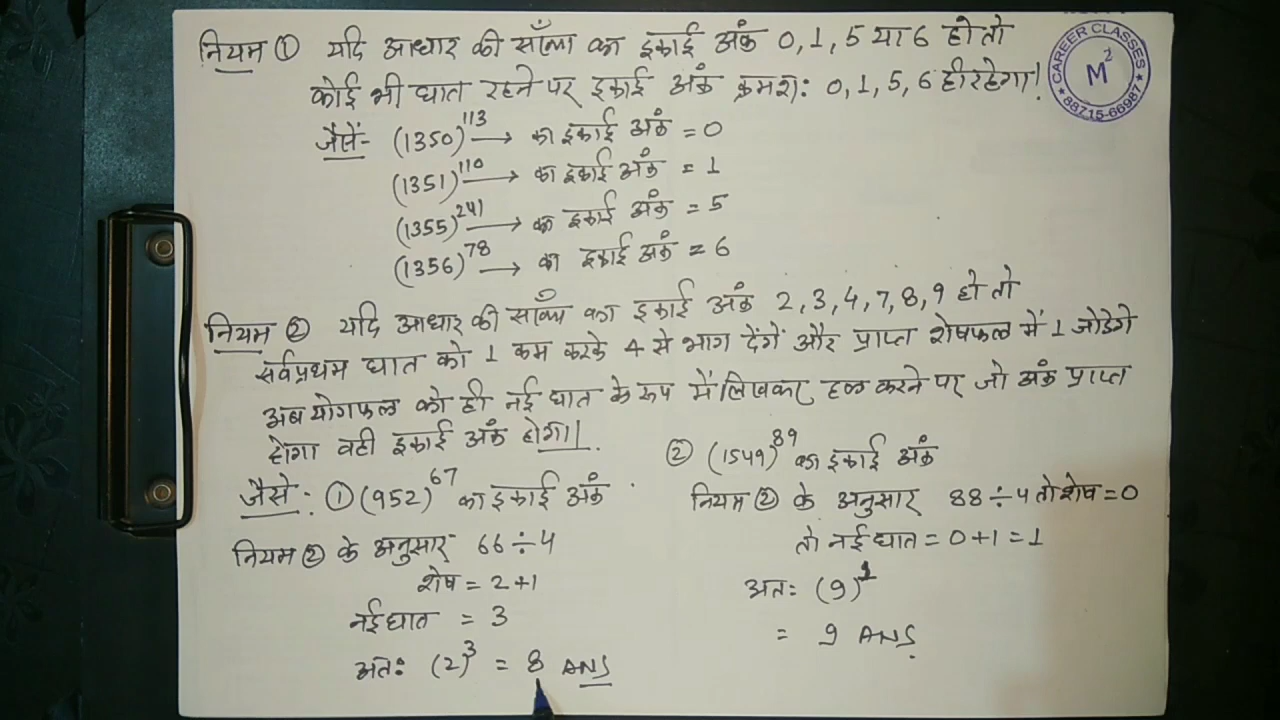 नियम ① यदि आधार की संख्या का इकाई अंक 0, 1, 5 या 6 हो तो
कोई भी घात रहने पर इकाई अंक क्रमश: 0, 1, 5, 6 ही रहेगा!
जैसें- (1350)^113 → का इकाई अंक = 0
(1351)^110 → का इकाई अंक = 1
(1355)^241 → का इकाई अंक = 5
(1356)^78 → का इकाई अंक = 6
CAREER CLASSES
M²
★ 88715-66987 ★
नियम ② यदि आधार की संख्या का इकाई अंक 2, 3, 4, 7, 8, 9 हो तो
सर्वप्रथम घात को 1 कम करके 4 से भाग देंगें और प्राप्त शेषफल में 1 जोडेगे
अब योगफल को ही नई घात के रूप में लिखकर हल करने पर जो अंक प्राप्त
होगा वही इकाई अंक होगा।
जैसे: ① (952)^67 का इकाई अंक
नियम ② के अनुसार 66 ÷ 4
शेष = 2+1
नई घात = 3
अत: (2)^3 = 8 ANS
② (1549)^89 का इकाई अंक
नियम ② के अनुसार 88 ÷ 4 तो शेष = 0
तो नई घात = 0+1 = 1
अत: (9)^1
= 9 ANS.